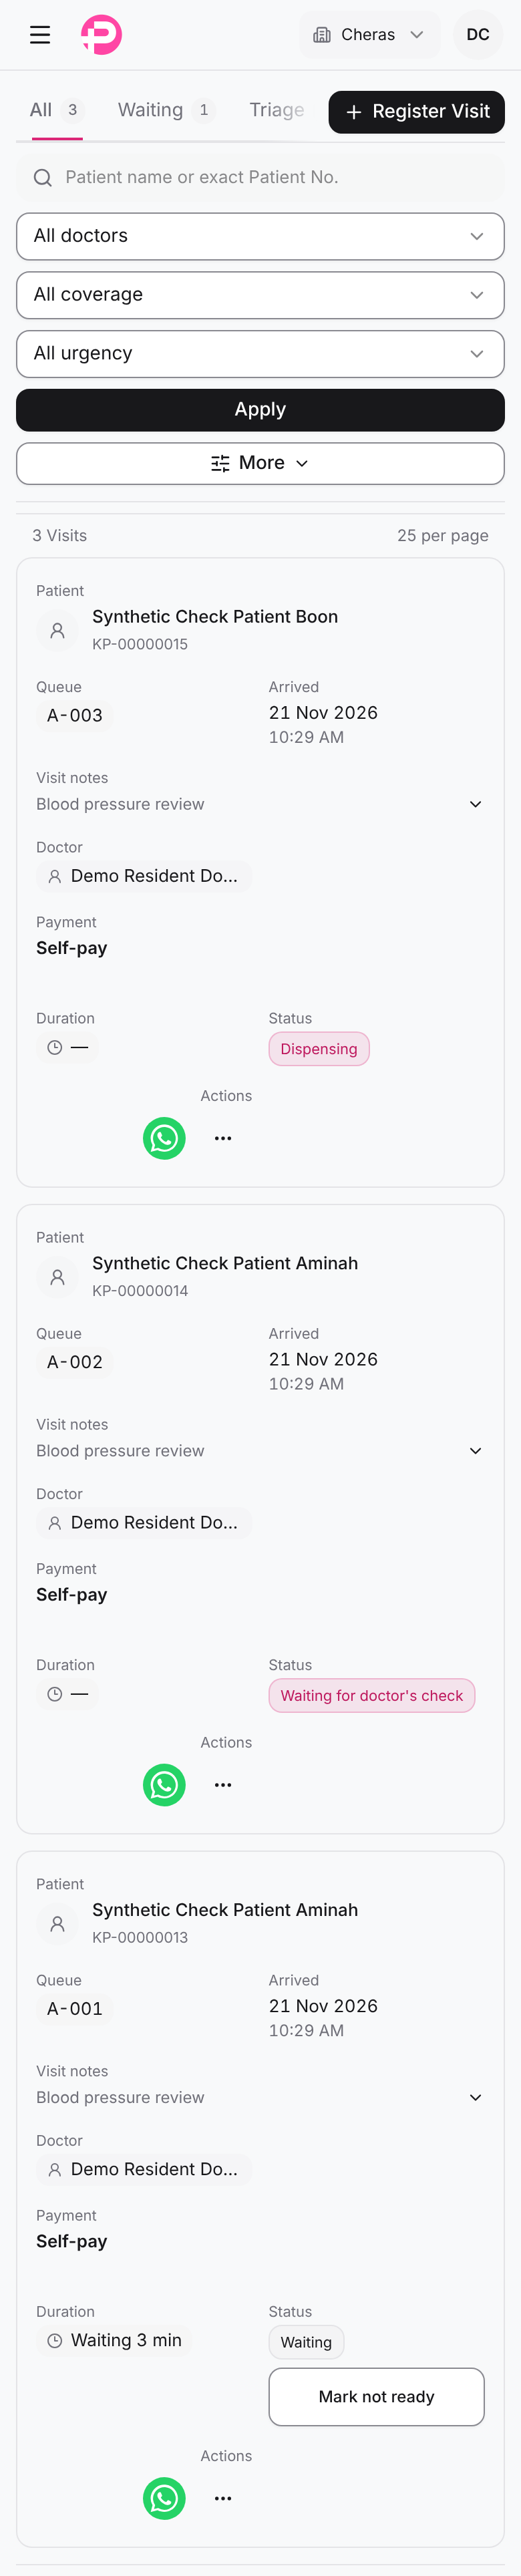 Cheras
DC
All 3
Waiting 1
Triage
Register Visit
Patient name or exact Patient No.
All doctors
All coverage
All urgency
Apply
More
3 Visits
25 per page
Patient
Synthetic Check Patient Boon
KP-00000015
Queue
Arrived
A-003
21 Nov 2026
10:29 AM
Visit notes
Blood pressure review
Doctor
Demo Resident Do...
Payment
Self-pay
Duration
Status
—
Dispensing
Actions
Patient
Synthetic Check Patient Aminah
KP-00000014
Queue
Arrived
A-002
21 Nov 2026
10:29 AM
Visit notes
Blood pressure review
Doctor
Demo Resident Do...
Payment
Self-pay
Duration
Status
—
Waiting for doctor's check
Actions
Patient
Synthetic Check Patient Aminah
KP-00000013
Queue
Arrived
A-001
21 Nov 2026
10:29 AM
Visit notes
Blood pressure review
Doctor
Demo Resident Do...
Payment
Self-pay
Duration
Status
Waiting 3 min
Waiting
Mark not ready
Actions